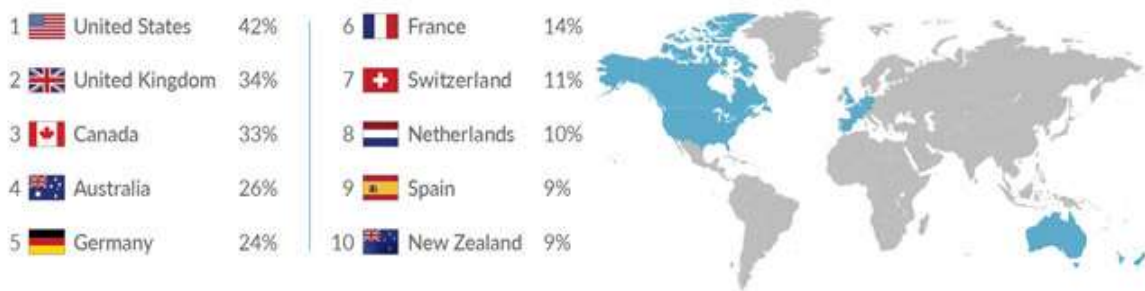 1 United States 42%
2 United Kingdom 34%
3 Canada 33%
4 Australia 26%
5 Germany 24%
6 France 14%
7 Switzerland 11%
8 Netherlands 10%
9 Spain 9%
10 New Zealand 9%